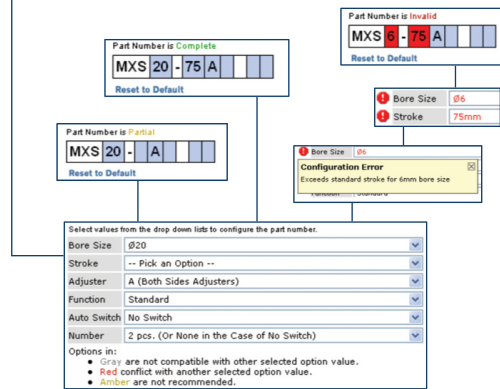 Part Number is Invalid
MXS 6 - 75 A
Reset to Default
Part Number is Complete
MXS 20 - 75 A
Reset to Default
Bore Size Ø6
Stroke 75mm
Part Number is Partial
MXS 20 - A
Reset to Default
Bore Size Ø6
Configuration Error
Exceeds standard stroke for 6mm bore size
Select values from the drop down lists to configure the part number.
Bore Size Ø20
Stroke -- Pick an Option --
Adjuster A (Both Sides Adjusters)
Function Standard
Auto Switch No Switch
Number 2 pcs. (Or None in the Case of No Switch)
Options in:
• Gray are not compatible with other selected option value.
• Red conflict with another selected option value.
• Amber are not recommended.